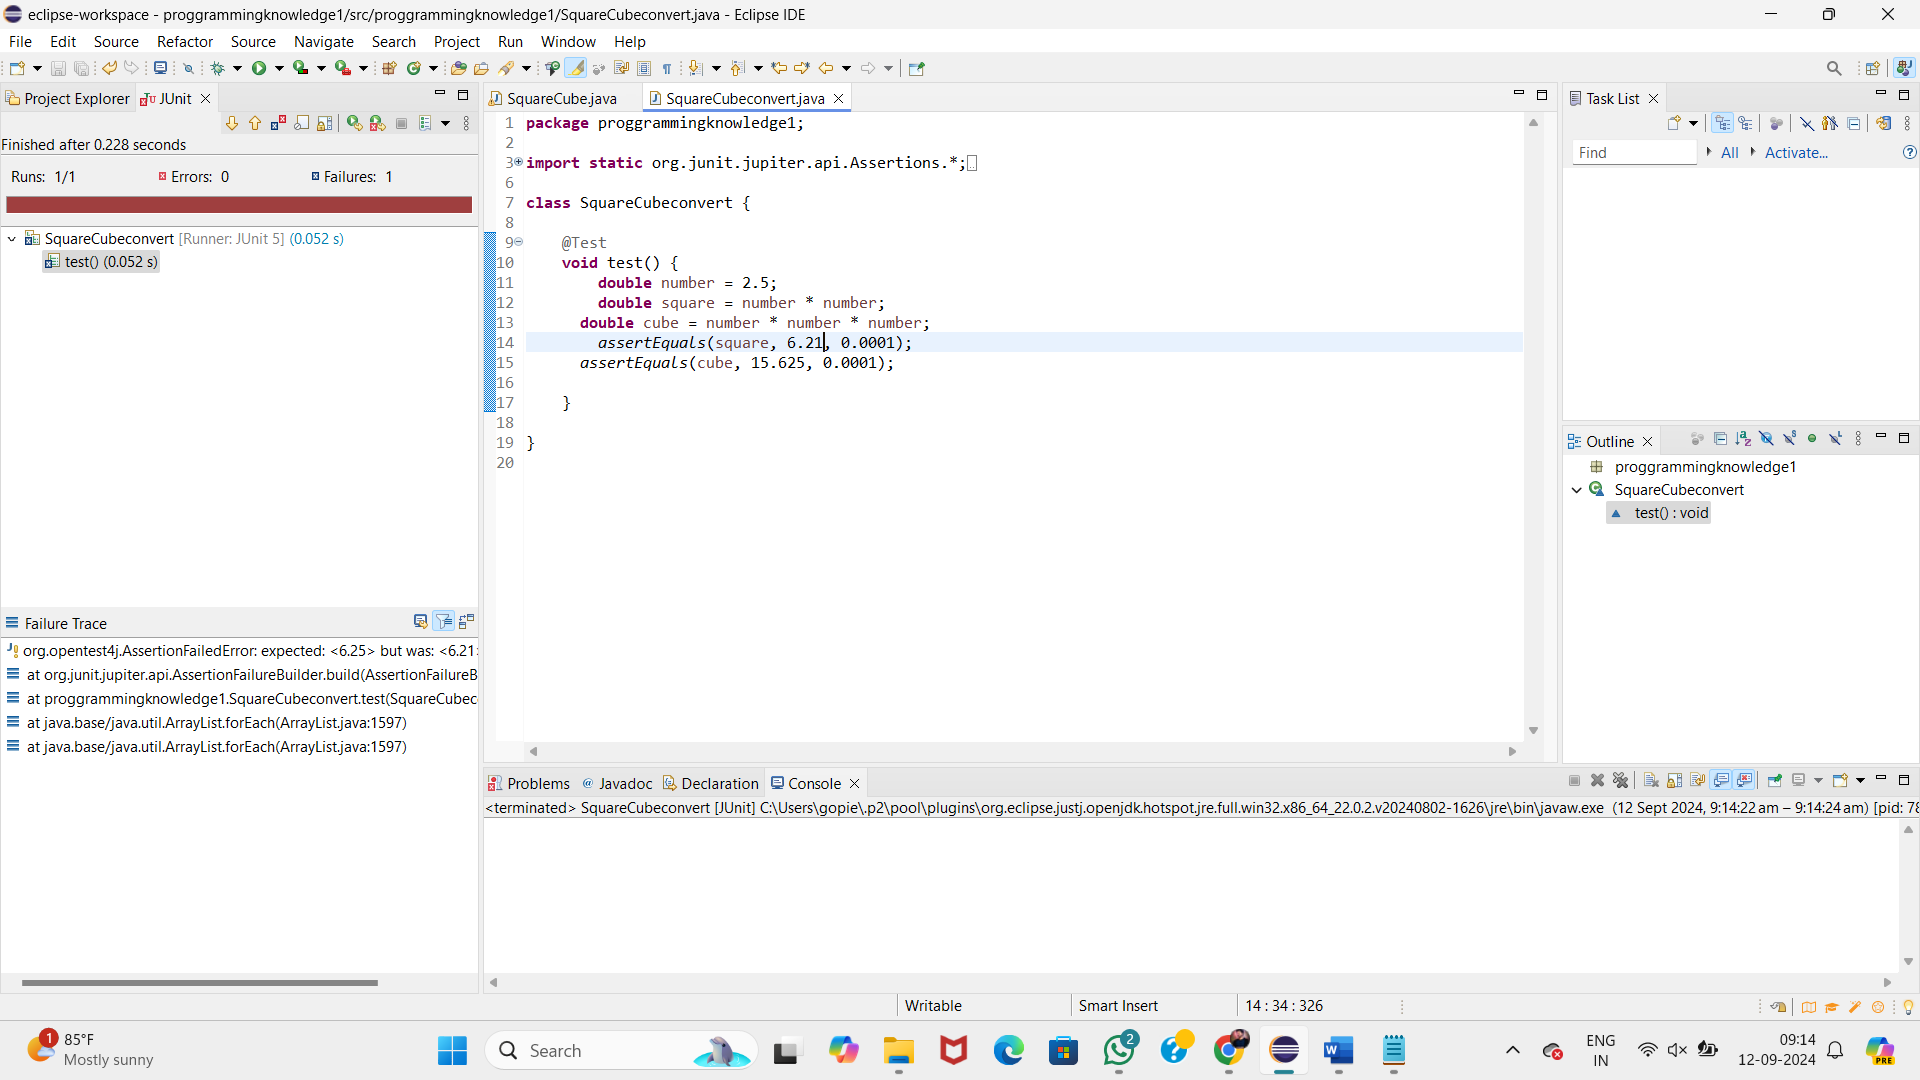 eclipse-workspace - proggrammingknowledge1/src/proggrammingknowledge1/SquareCubeconvert.java - Eclipse IDE
File Edit Source Refactor Source Navigate Search Project Run Window Help
Project Explorer JUnit
Finished after 0.228 seconds
Runs: 1/1 Errors: 0 Failures: 1
SquareCubeconvert [Runner: JUnit 5] (0.052 s)
test() (0.052 s)
Failure Trace
org.opentest4j.AssertionFailedError: expected: <6.25> but was: <6.21>
at org.junit.jupiter.api.AssertionFailureBuilder.build(AssertionFailureB
at proggrammingknowledge1.SquareCubeconvert.test(SquareCubec
at java.base/java.util.ArrayList.forEach(ArrayList.java:1597)
at java.base/java.util.ArrayList.forEach(ArrayList.java:1597)
SquareCube.java SquareCubeconvert.java
1 package proggrammingknowledge1;
2
3 import static org.junit.jupiter.api.Assertions.*;
6
7 class SquareCubeconvert {
8
9 @Test
10 void test() {
11 double number = 2.5;
12 double square = number * number;
13 double cube = number * number * number;
14 assertEquals(square, 6.21, 0.0001);
15 assertEquals(cube, 15.625, 0.0001);
16
17 }
18
19 }
20
Task List
Find All Activate...
Outline
proggrammingknowledge1
SquareCubeconvert
test() : void
Problems @ Javadoc Declaration Console
<terminated> SquareCubeconvert [JUnit] C:\Users\gopie\.p2\pool\plugins\org.eclipse.justj.openjdk.hotspot.jre.full.win32.x86_64_22.0.2.v20240802-1626\jre\bin\javaw.exe (12 Sept 2024, 9:14:22 am – 9:14:24 am) [pid: 78
Writable Smart Insert 14 : 34 : 326
1 85°F
Mostly sunny
Search
2
ENG
IN
09:14
12-09-2024
PRE